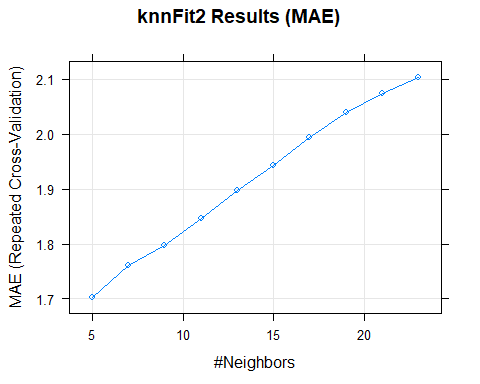 knnFit2 Results (MAE)
MAE (Repeated Cross-Validation)
2.1
2.0
1.9
1.8
1.7
5 10 15 20
#Neighbors